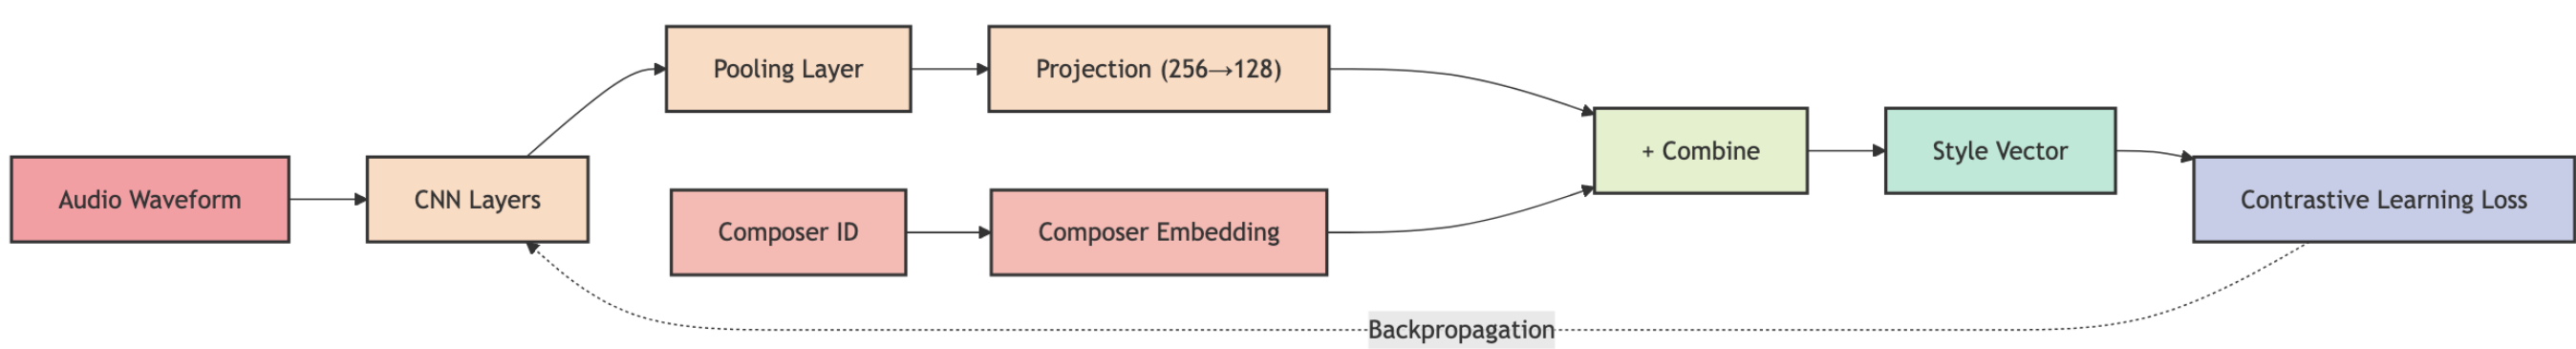 Pooling Layer
Projection (256→128)
Audio Waveform
CNN Layers
Composer ID
Composer Embedding
+ Combine
Style Vector
Contrastive Learning Loss
Backpropagation